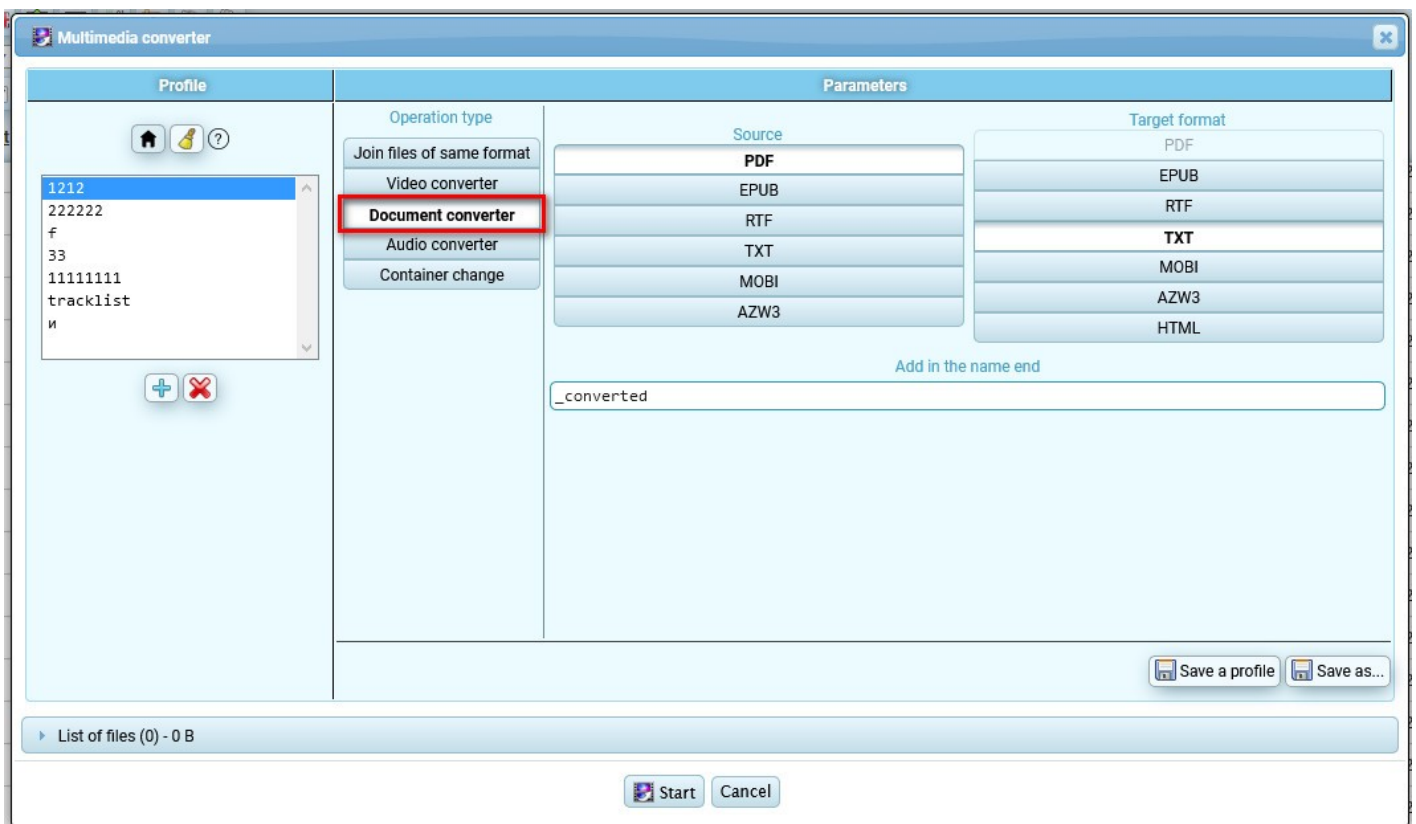 Multimedia converter
Profile
Parameters
1212
222222
f
33
11111111
tracklist
и
Operation type
Join files of same format
Video converter
Document converter
Audio converter
Container change
Source
PDF
EPUB
RTF
TXT
MOBI
AZW3
Target format
PDF
EPUB
RTF
TXT
MOBI
AZW3
HTML
Add in the name end
_converted
Save a profile
Save as...
List of files (0) - 0 B
Start
Cancel